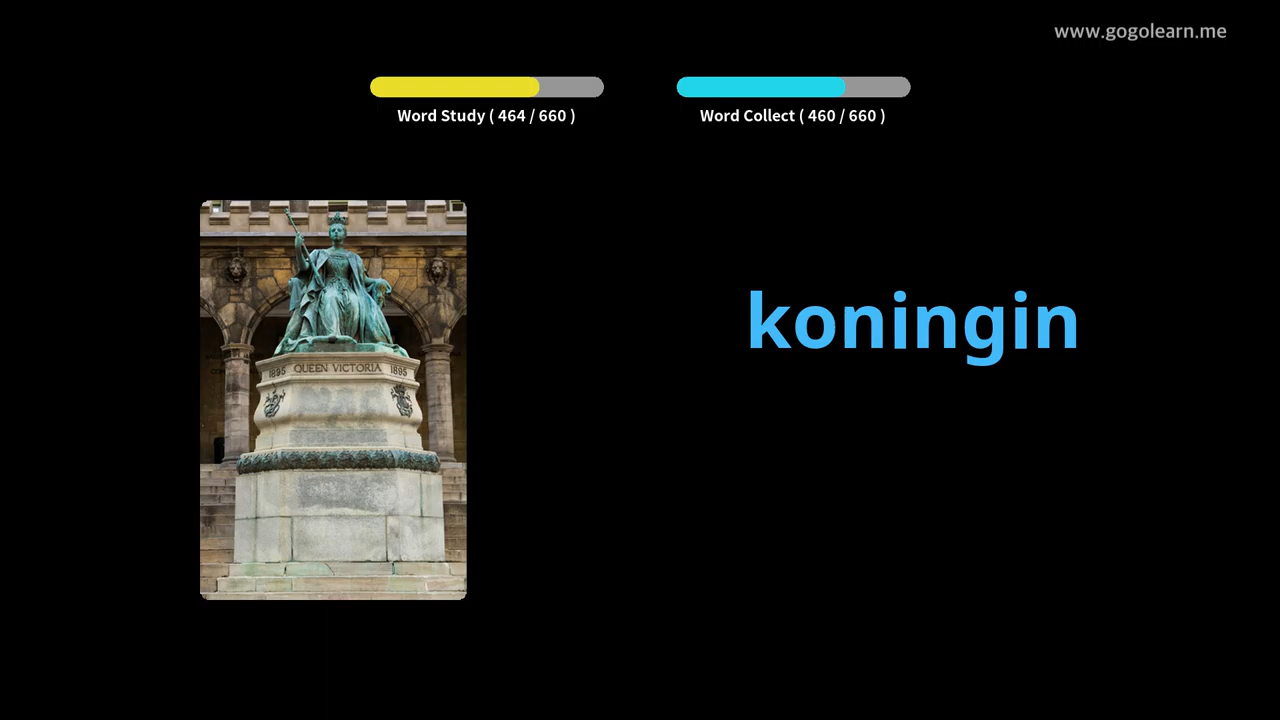 www.gogolearn.me
Word Study ( 464 / 660 )
Word Collect ( 460 / 660 )
1895 QUEEN VICTORIA 1895
koningin